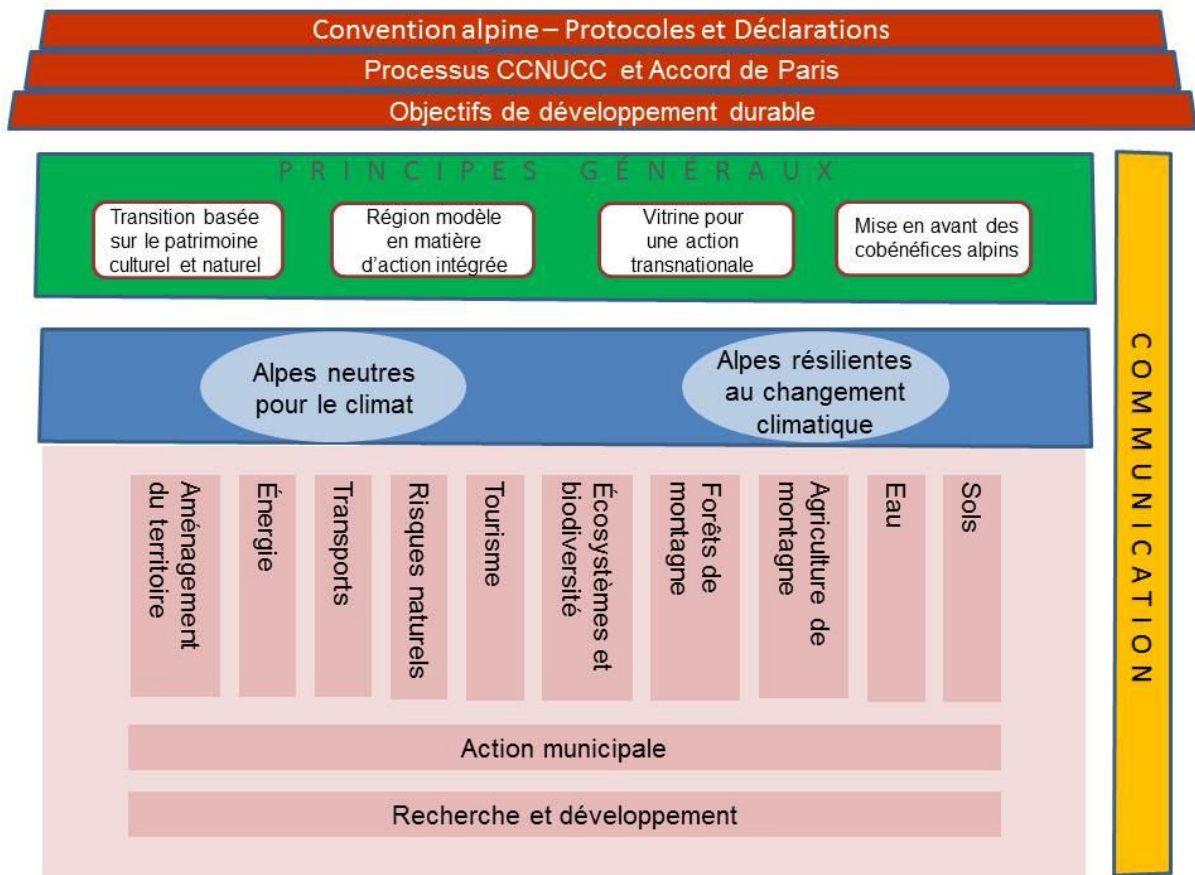 Convention alpine – Protocoles et Déclarations
Processus CCNUCC et Accord de Paris
Objectifs de développement durable
PRINCIPES GÉNÉRAUX
Transition basée
sur le patrimoine
culturel et naturel
Région modèle
en matière
d'action intégrée
Vitrine pour
une action
transnationale
Mise en avant des
cobénéfices alpins
Alpes neutres
pour le climat
Alpes résilientes
au changement
climatique
Aménagement
du territoire
Énergie
Transports
Risques naturels
Tourisme
Écosystèmes et
biodiversité
Forêts de
montagne
Agriculture de
montagne
Eau
Sols
Action municipale
Recherche et développement
COMMUNICATION